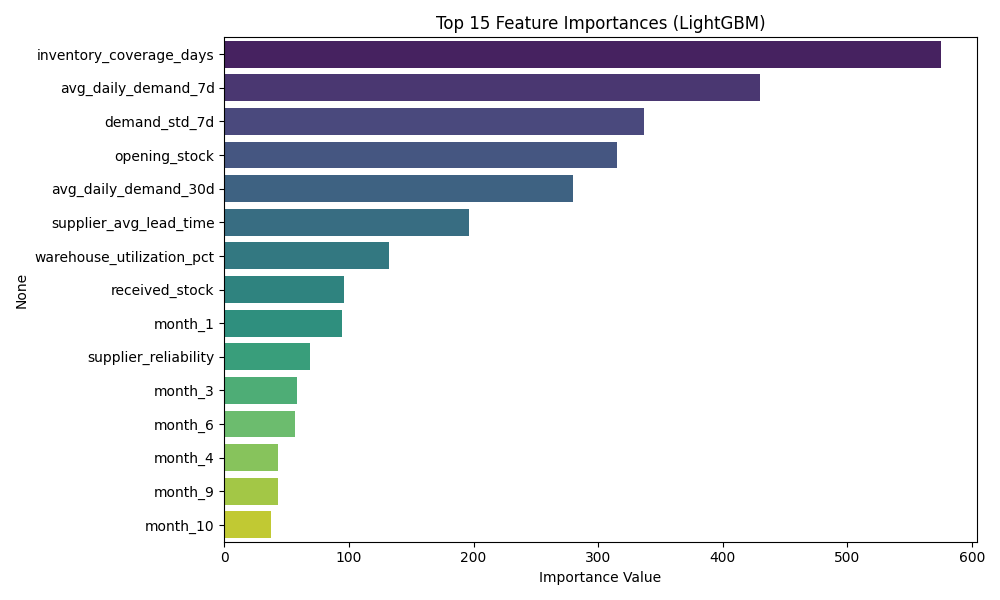 Top 15 Feature Importances (LightGBM)
inventory_coverage_days
avg_daily_demand_7d
demand_std_7d
opening_stock
avg_daily_demand_30d
supplier_avg_lead_time
warehouse_utilization_pct
received_stock
month_1
supplier_reliability
month_3
month_6
month_4
month_9
month_10
None
0 100 200 300 400 500 600
Importance Value